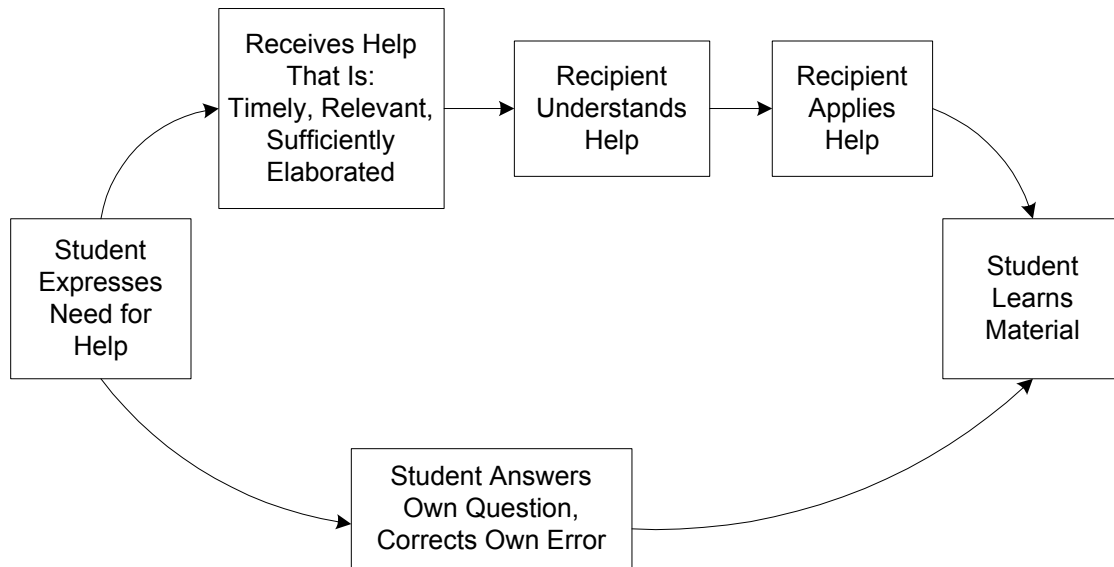 Student
Expresses
Need for
Help
Receives Help
That Is:
Timely, Relevant,
Sufficiently
Elaborated
Recipient
Understands
Help
Recipient
Applies
Help
Student
Learns
Material
Student Answers
Own Question,
Corrects Own Error